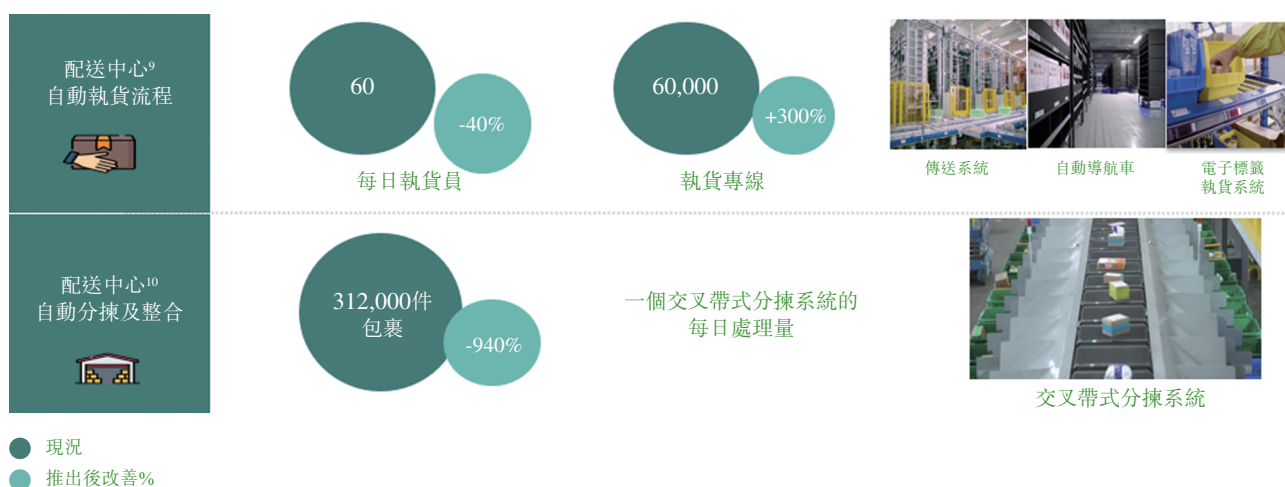 配送中心⁹
自動執貨流程
60
-40%
每日執貨員
60,000
+300%
執貨專線
傳送系統
自動導航車
電子標籤
執貨系統
配送中心¹⁰
自動分揀及整合
312,000件
包裹
-940%
一個交叉帶式分揀系統的
每日處理量
交叉帶式分揀系統
現況
推出後改善%